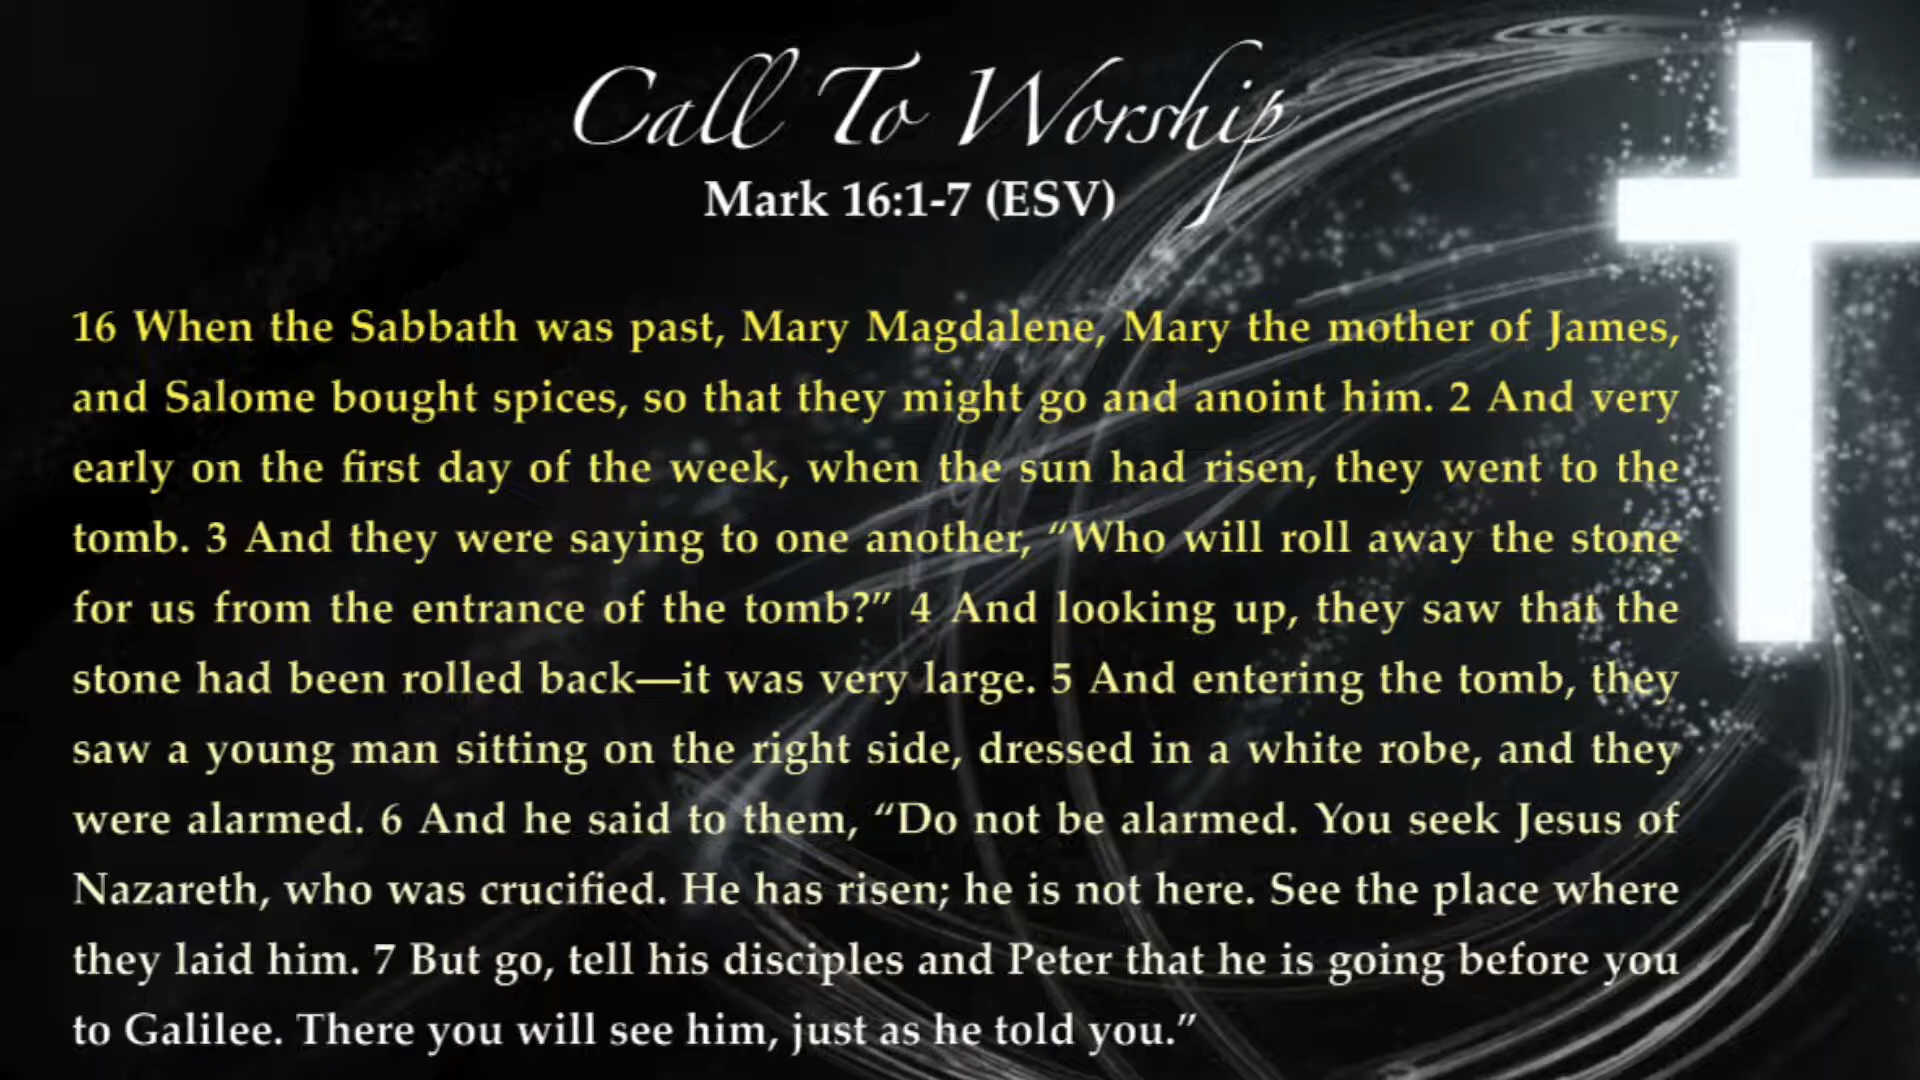 Call To Worship
Mark 16:1-7 (ESV)
16 When the Sabbath was past, Mary Magdalene, Mary the mother of James,
and Salome bought spices, so that they might go and anoint him. 2 And very
early on the first day of the week, when the sun had risen, they went to the
tomb. 3 And they were saying to one another, “Who will roll away the stone
for us from the entrance of the tomb?” 4 And looking up, they saw that the
stone had been rolled back—it was very large. 5 And entering the tomb, they
saw a young man sitting on the right side, dressed in a white robe, and they
were alarmed. 6 And he said to them, “Do not be alarmed. You seek Jesus of
Nazareth, who was crucified. He has risen; he is not here. See the place where
they laid him. 7 But go, tell his disciples and Peter that he is going before you
to Galilee. There you will see him, just as he told you.”